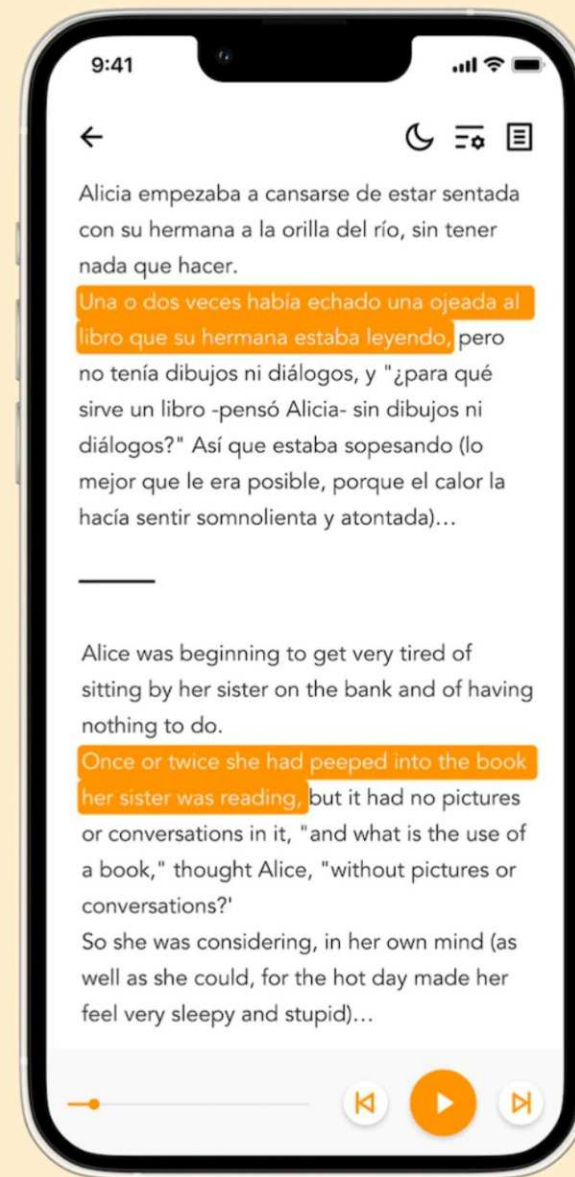 9:41
Alicia empezaba a cansarse de estar sentada
con su hermana a la orilla del río, sin tener
nada que hacer.
Una o dos veces había echado una ojeada al
libro que su hermana estaba leyendo, pero
no tenía dibujos ni diálogos, y "¿para qué
sirve un libro -pensó Alicia- sin dibujos ni
diálogos?" Así que estaba sopesando (lo
mejor que le era posible, porque el calor la
hacía sentir somnolienta y atontada)...
Alice was beginning to get very tired of
sitting by her sister on the bank and of having
nothing to do.
Once or twice she had peeped into the book
her sister was reading, but it had no pictures
or conversations in it, "and what is the use of
a book," thought Alice, "without pictures or
conversations?'
So she was considering, in her own mind (as
well as she could, for the hot day made her
feel very sleepy and stupid)...